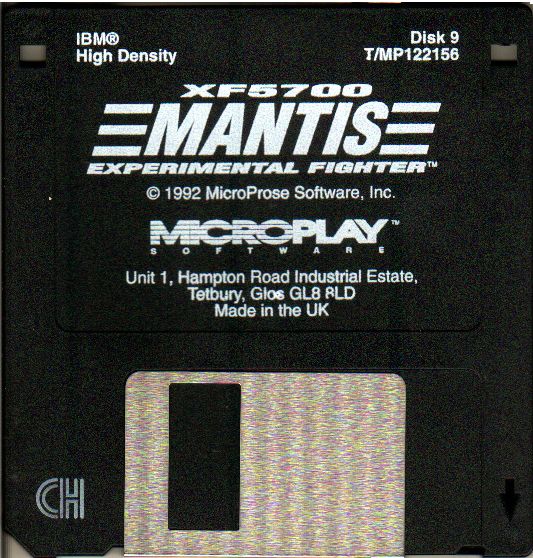 IBM® Disk 9
High Density T/MP122156
XF5700
MANTIS
EXPERIMENTAL FIGHTER™
© 1992 MicroProse Software, Inc.
MICROPLAY™
SOFTWARE
Unit 1, Hampton Road Industrial Estate,
Tetbury, Glos GL8 8LD
Made in the UK
CH